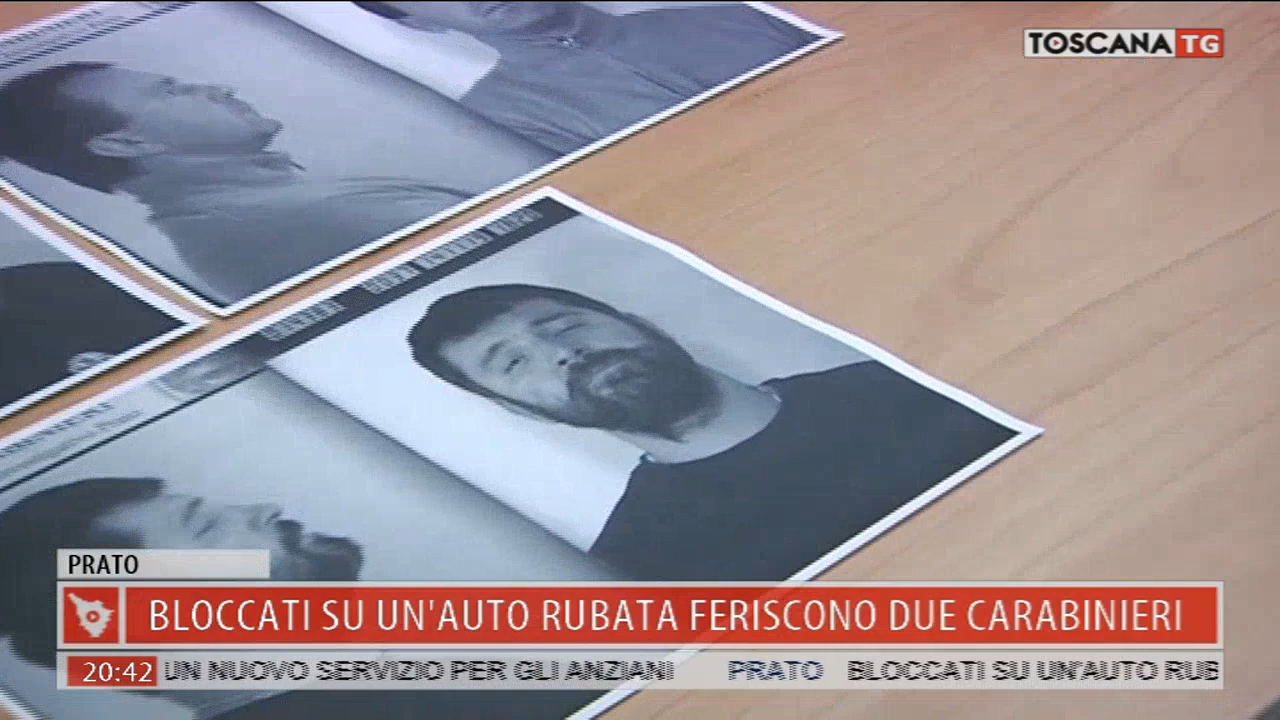 TOSCANA TG
PRATO
BLOCCATI SU UN'AUTO RUBATA FERISCONO DUE CARABINIERI
20:42 UN NUOVO SERVIZIO PER GLI ANZIANI PRATO BLOCCATI SU UN'AUTO RUB